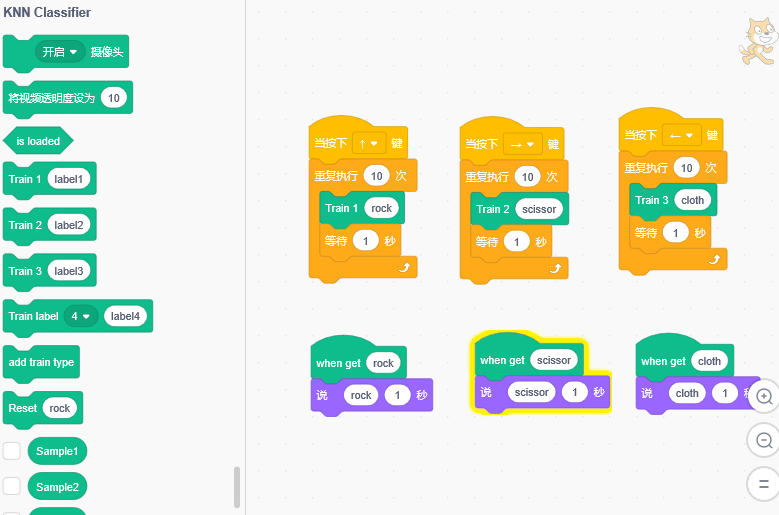 KNN Classifier
开启 摄像头
将视频透明度设为 10
is loaded
Train 1 label1
Train 2 label2
Train 3 label3
Train label 4 label4
add train type
Reset rock
Sample1
Sample2
当按下 ↑ 键
重复执行 10 次
Train 1 rock
等待 1 秒
当按下 → 键
重复执行 10 次
Train 2 scissor
等待 1 秒
当按下 ← 键
重复执行 10 次
Train 3 cloth
等待 1 秒
when get rock
说 rock 1 秒
when get scissor
说 scissor 1 秒
when get cloth
说 cloth 1 秒